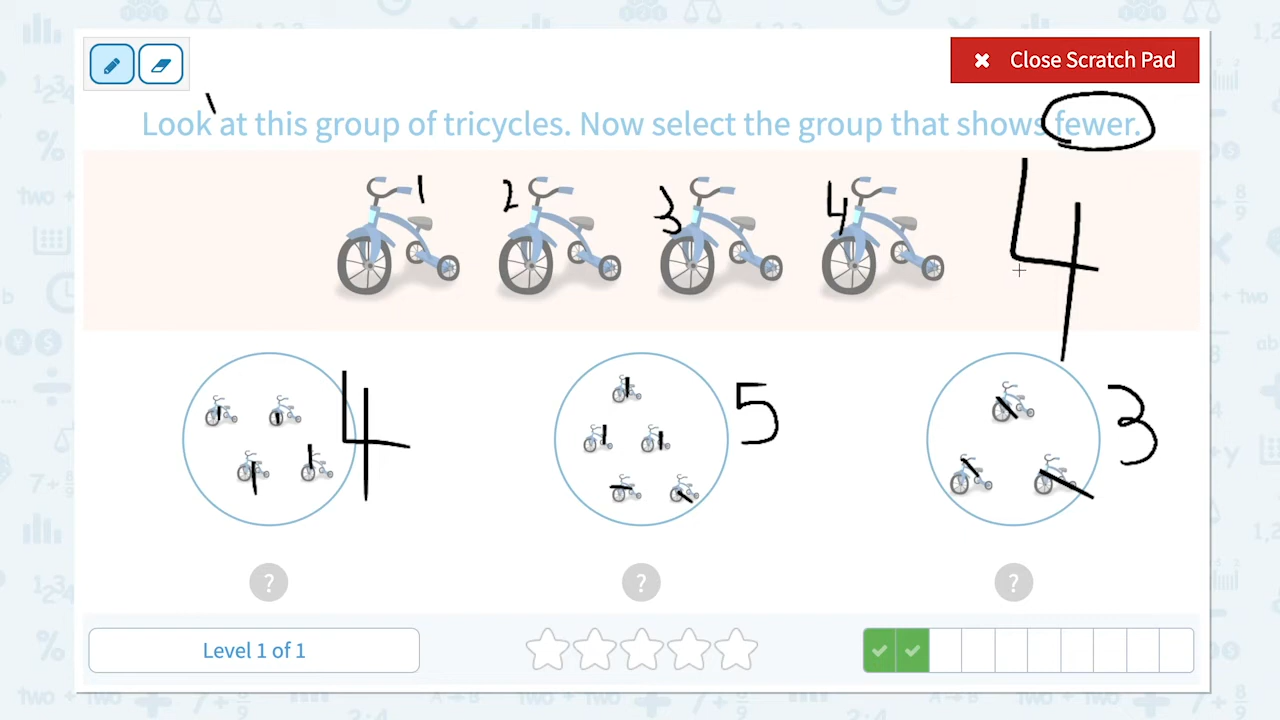 Close Scratch Pad
Look at this group of tricycles. Now select the group that shows fewer.
1 2 3 4 4
4 5 3
? ? ?
Level 1 of 1